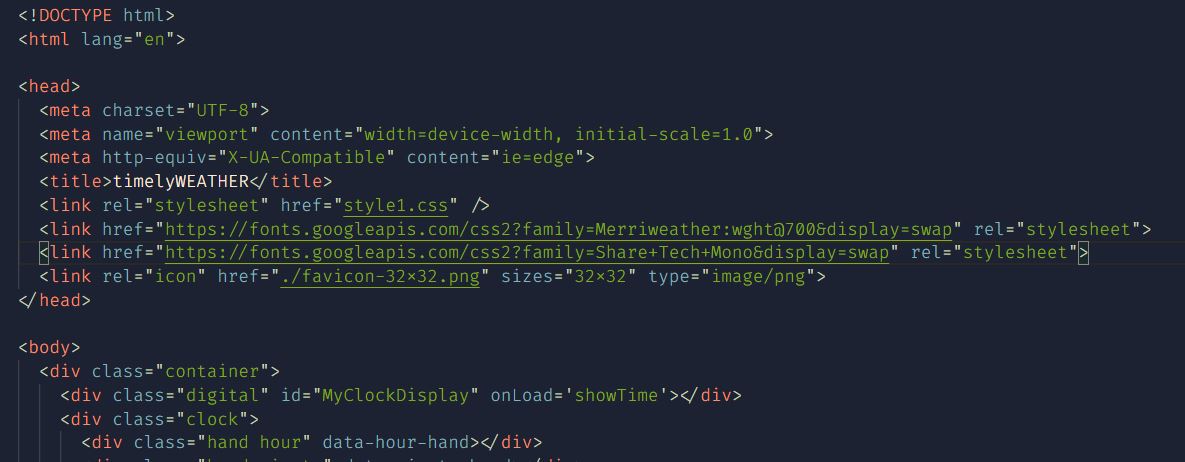 <!DOCTYPE html>
<html lang="en">
<head>
<meta charset="UTF-8">
<meta name="viewport" content="width=device-width, initial-scale=1.0">
<meta http-equiv="X-UA-Compatible" content="ie=edge">
<title>timelyWEATHER</title>
<link rel="stylesheet" href="style1.css" />
<link href="https://fonts.googleapis.com/css2?family=Merriweather:wght@700&display=swap" rel="stylesheet">
<link href="https://fonts.googleapis.com/css2?family=Share+Tech+Mono&display=swap" rel="stylesheet">
<link rel="icon" href="./favicon-32×32.png" sizes="32×32" type="image/png">
</head>
<body>
<div class="container">
<div class="digital" id="MyClockDisplay" onLoad='showTime'></div>
<div class="clock">
<div class="hand hour" data-hour-hand></div>